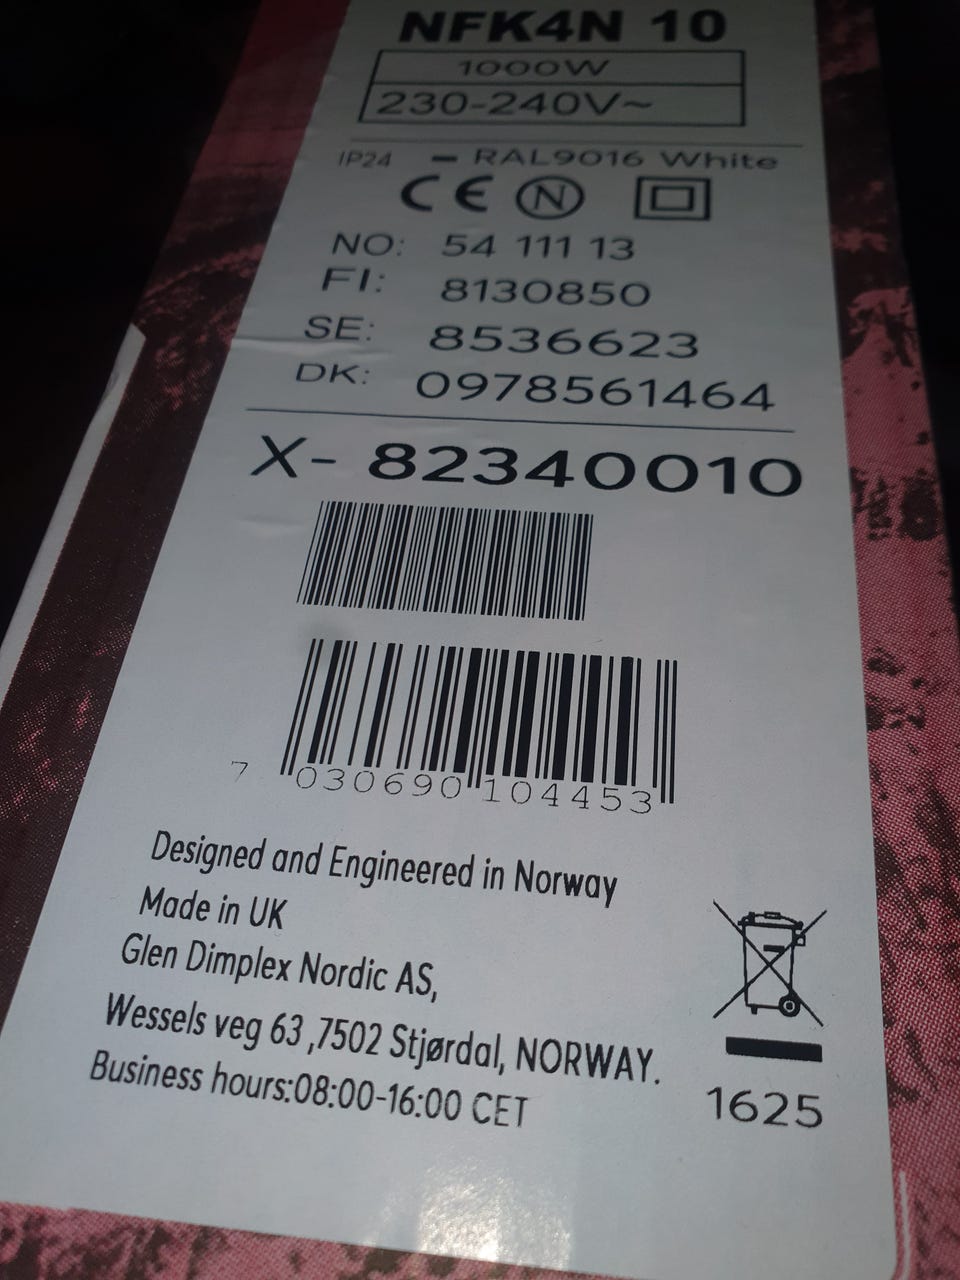 NFK4N 10
1000W
230-240V~
IP24 - RAL9016 White
CE N
NO: 54 111 13
FI: 8130850
SE: 8536623
DK: 0978561464
X- 82340010
7 030690 104453
Designed and Engineered in Norway
Made in UK
Glen Dimplex Nordic AS,
Wessels veg 63 ,7502 Stjørdal, NORWAY.
Business hours:08:00-16:00 CET
1625